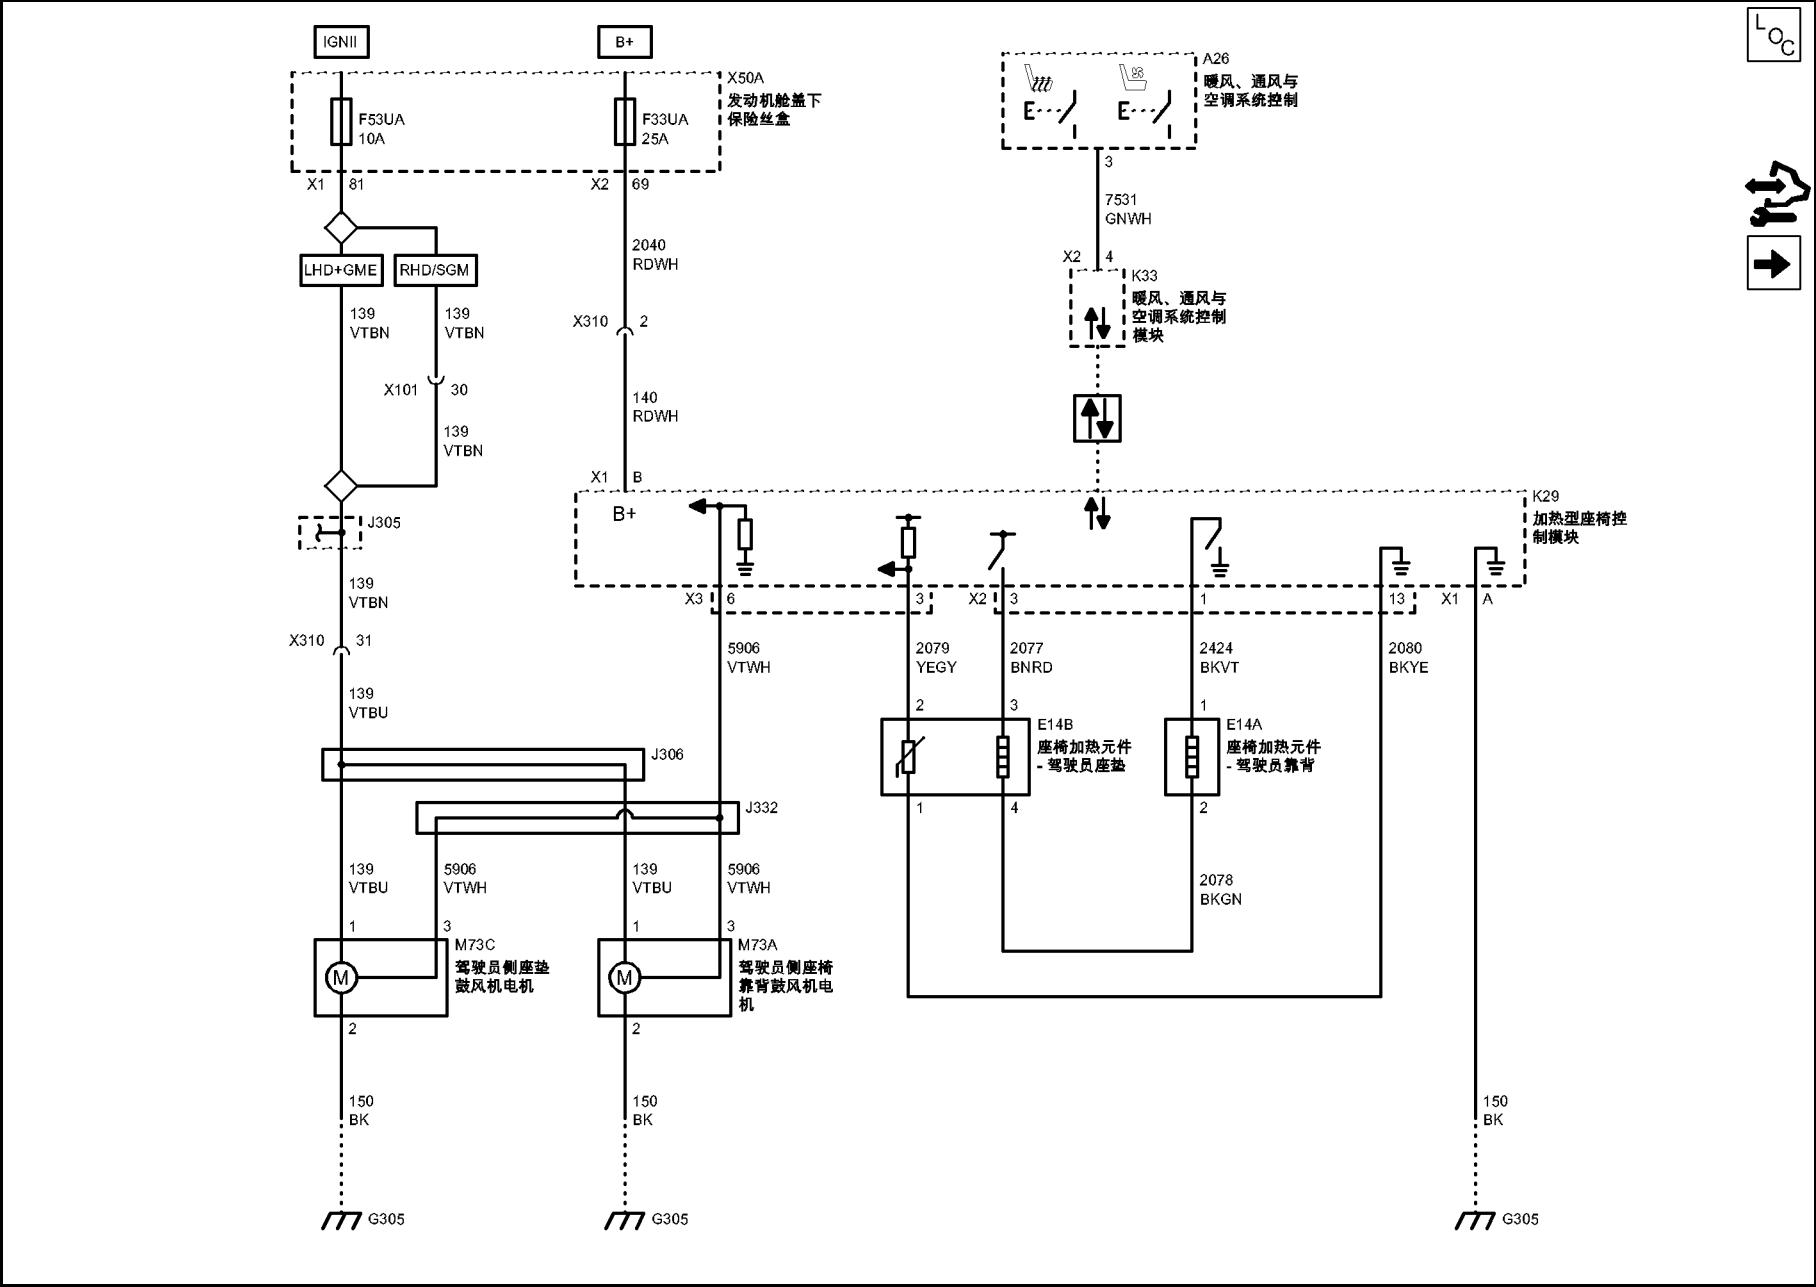 IGNII
B+
LOC
X50A
发动机舱盖下
保险丝盒
F53UA
10A
F33UA
25A
X1 81
X2 69
A26
暖风、通风与
空调系统控制
3
7531
GNWH
X2 4
K33
暖风、通风与
空调系统控制
模块
LHD+GME
RHD/SGM
2040
RDWH
139
VTBN
139
VTBN
X310 2
X101 30
140
RDWH
139
VTBN
X1 B
B+
K29
加热型座椅控
制模块
J305
139
VTBN
X3 6
3
X2 3
1
13
X1 A
X310 31
5906
VTWH
2079
YEGY
2077
BNRD
2424
BKVT
2080
BKYE
139
VTBU
2
3
1
E14B
座椅加热元件
- 驾驶员座垫
E14A
座椅加热元件
- 驾驶员靠背
J306
1
4
2
J332
139
VTBU
5906
VTWH
139
VTBU
5906
VTWH
2078
BKGN
1
3
1
3
M73C
驾驶员侧座垫
鼓风机电机
M
M73A
驾驶员侧座椅
靠背鼓风机电
机
M
2
2
150
BK
150
BK
150
BK
G305
G305
G305